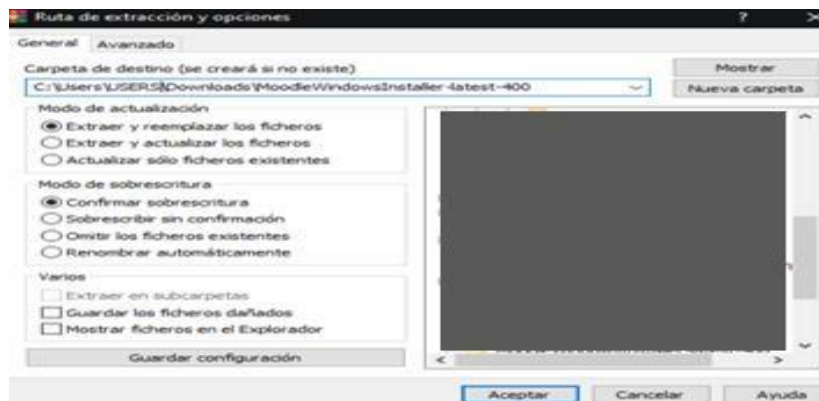 Ruta de extracción y opciones
General Avanzado
Carpeta de destino (se creará si no existe)
Mostrar
C:\Users\USERS\Downloads\MoodleWindowsInstaller-latest-400
Nueva carpeta
Modo de actualización
Extraer y reemplazar los ficheros
Extraer y actualizar los ficheros
Actualizar sólo ficheros existentes
Modo de sobrescritura
Confirmar sobrescritura
Sobrescribir sin confirmación
Omitir los ficheros existentes
Renombrar automáticamente
Varios
Extraer en subcarpetas
Guardar los ficheros dañados
Mostrar ficheros en el Explorador
Guardar configuración
Aceptar Cancelar Ayuda